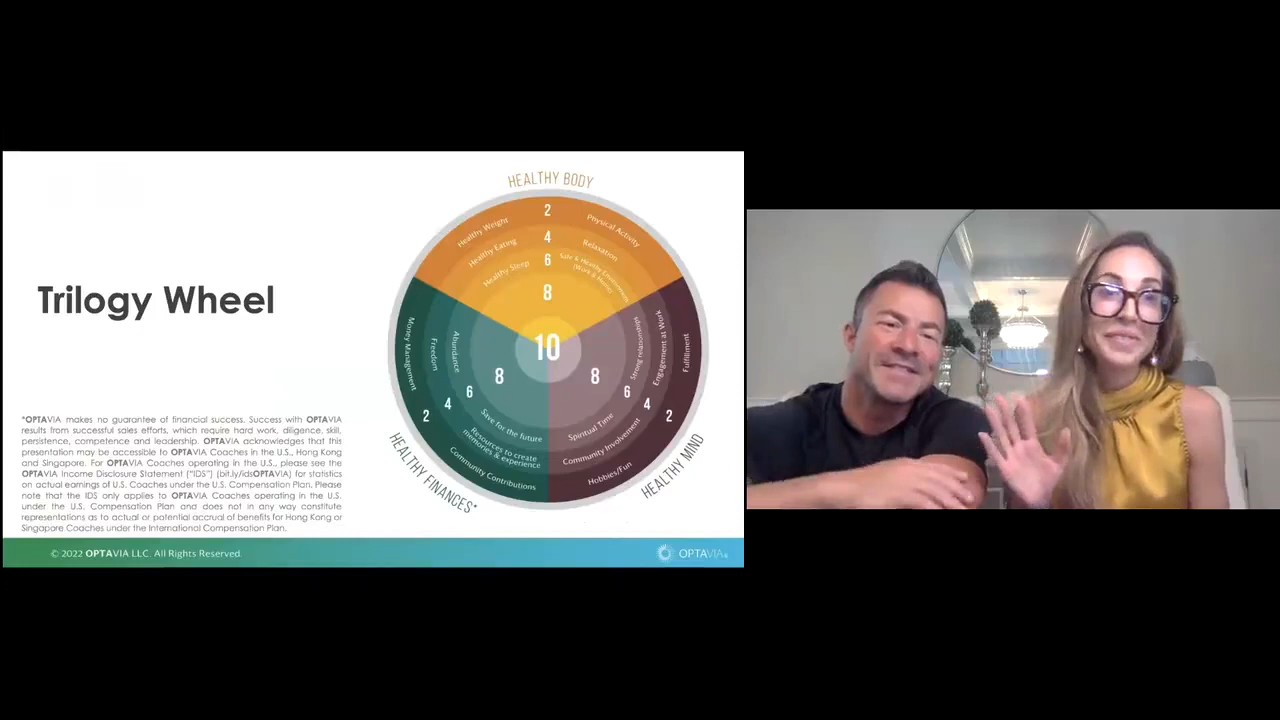 Trilogy Wheel
*OPTAVIA makes no guarantee of financial success. Success with OPTAVIA
results from successful sales efforts, which require hard work, diligence, skill,
persistence, competence and leadership. OPTAVIA acknowledges that this
presentation may be accessible to OPTAVIA Coaches in the U.S., Hong Kong
and Singapore. For OPTAVIA Coaches operating in the U.S., please see the
OPTAVIA Income Disclosure Statement ("IDS") (bit.ly/idsOPTAVIA) for statistics
on actual earnings of U.S. Coaches under the U.S. Compensation Plan. Please
note that the IDS only applies to OPTAVIA Coaches operating in the U.S.
under the U.S. Compensation Plan and does not in any way constitute
representations as to actual or potential accrual of benefits for Hong Kong or
Singapore Coaches under the International Compensation Plan.
HEALTHY BODY
2
4
6
8
10
Healthy Weight
Healthy Eating
Healthy Sleep
Physical Activity
Relaxation
Safe & Healthy Environment
(Work & Home)
HEALTHY MIND
8
6
4
2
Strong relationships
Engagement at Work
Fulfillment
Spiritual Time
Community Involvement
Hobbies/Fun
HEALTHY FINANCES*
8
6
4
2
Money Management
Freedom
Abundance
Save for the future
Resources to create
memories & experience
Community Contributions
© 2022 OPTAVIA LLC. All Rights Reserved.
OPTAVIA